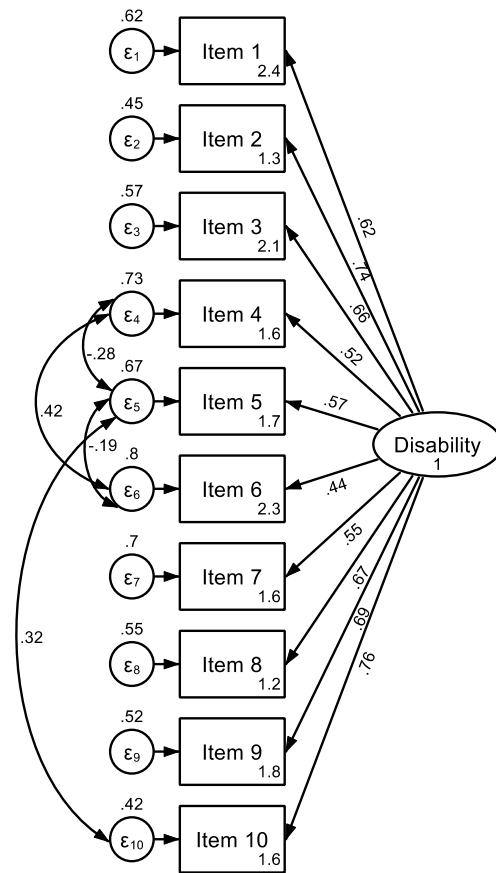 .62
ε1
Item 1
2.4
.45
ε2
Item 2
1.3
.57
ε3
Item 3
2.1
.62
.74
.66
.73
ε4
Item 4
1.6
.52
-.28
.67
ε5
Item 5
1.7
.57
.42
-.19
Disability
1
.8
ε6
Item 6
2.3
.44
.7
ε7
Item 7
1.6
.55
.67
.69
.76
.32
.55
ε8
Item 8
1.2
.52
ε9
Item 9
1.8
.42
ε10
Item 10
1.6